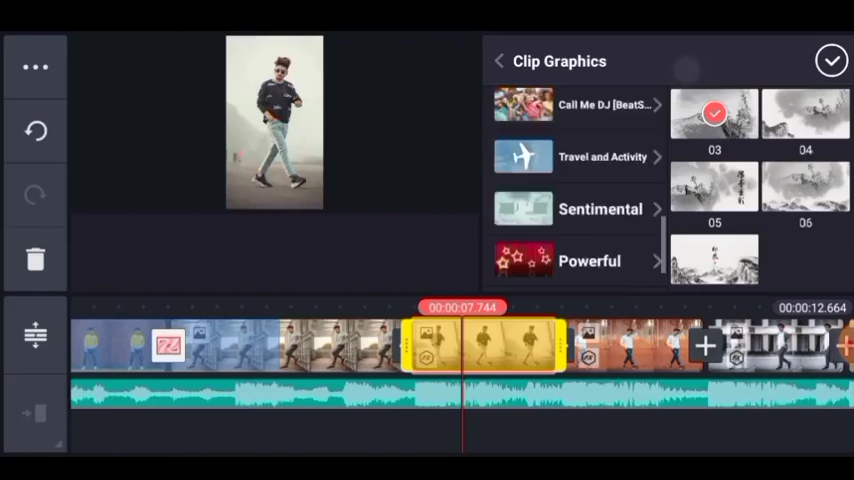 Clip Graphics
Call Me DJ [BeatS...
Travel and Activity
Sentimental
Powerful
03
04
05
06
00:00:07.744
00:00:12.664